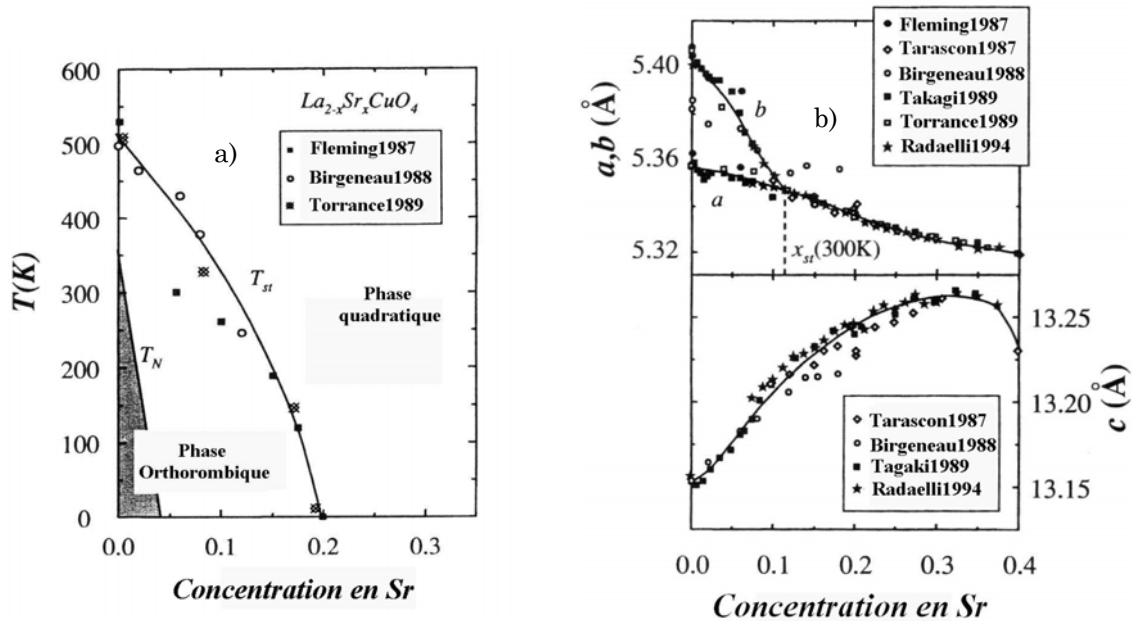 600
500
400
300
200
100
0
T(K)
La2-xSrxCuO4
a)
Fleming1987
Birgeneau1988
Torrance1989
Tst
TN
Phase
quadratique
Phase
Orthorombique
0.0
0.1
0.2
0.3
Concentration en Sr
5.40
5.36
5.32
a,b (Å)
b)
Fleming1987
Tarascon1987
Birgeneau1988
Takagi1989
Torrance1989
Radaelli1994
b
a
xst(300K)
13.25
13.20
13.15
c (Å)
Tarascon1987
Birgeneau1988
Tagaki1989
Radaelli1994
0.0
0.1
0.2
0.3
0.4
Concentration en Sr